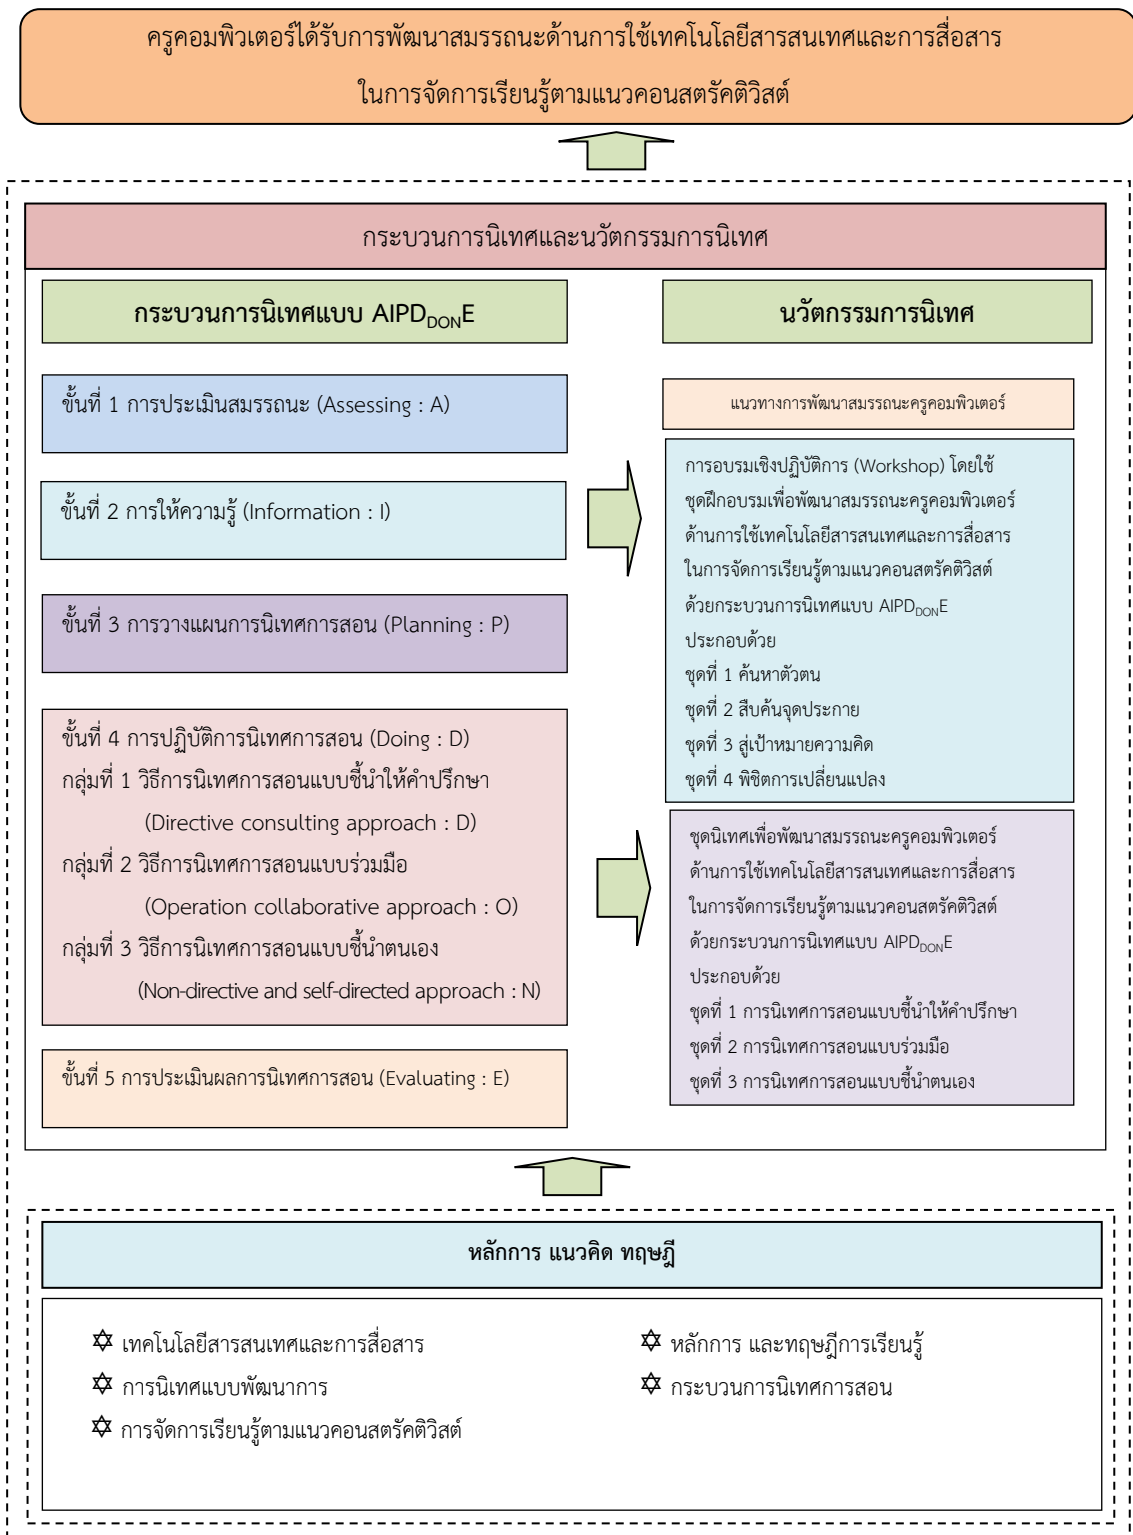 ครูคอมพิวเตอร์ได้รับการพัฒนาสมรรถนะด้านการใช้เทคโนโลยีสารสนเทศและการสื่อสาร
ในการจัดการเรียนรู้ตามแนวคอนสตรัคติวิสต์
กระบวนการนิเทศและนวัตกรรมการนิเทศ
กระบวนการนิเทศแบบ AIPD_DON E
ขั้นที่ 1 การประเมินสมรรถนะ (Assessing : A)
ขั้นที่ 2 การให้ความรู้ (Information : I)
ขั้นที่ 3 การวางแผนการนิเทศการสอน (Planning : P)
ขั้นที่ 4 การปฏิบัติการนิเทศการสอน (Doing : D)
กลุ่มที่ 1 วิธีการนิเทศการสอนแบบชี้นำให้คำปรึกษา
(Directive consulting approach : D)
กลุ่มที่ 2 วิธีการนิเทศการสอนแบบร่วมมือ
(Operation collaborative approach : O)
กลุ่มที่ 3 วิธีการนิเทศการสอนแบบชี้นำตนเอง
(Non-directive and self-directed approach : N)
ขั้นที่ 5 การประเมินผลการนิเทศการสอน (Evaluating : E)
นวัตกรรมการนิเทศ
แนวทางการพัฒนาสมรรถนะครูคอมพิวเตอร์
การอบรมเชิงปฏิบัติการ (Workshop) โดยใช้
ชุดฝึกอบรมเพื่อพัฒนาสมรรถนะครูคอมพิวเตอร์
ด้านการใช้เทคโนโลยีสารสนเทศและการสื่อสาร
ในการจัดการเรียนรู้ตามแนวคอนสตรัคติวิสต์
ด้วยกระบวนการนิเทศแบบ AIPD_DON E
ประกอบด้วย
ชุดที่ 1 ค้นหาตัวตน
ชุดที่ 2 สืบค้นจุดประกาย
ชุดที่ 3 สู่เป้าหมายความคิด
ชุดที่ 4 พิชิตการเปลี่ยนแปลง
ชุดนิเทศเพื่อพัฒนาสมรรถนะครูคอมพิวเตอร์
ด้านการใช้เทคโนโลยีสารสนเทศและการสื่อสาร
ในการจัดการเรียนรู้ตามแนวคอนสตรัคติวิสต์
ด้วยกระบวนการนิเทศแบบ AIPD_DON E
ประกอบด้วย
ชุดที่ 1 การนิเทศการสอนแบบชี้นำให้คำปรึกษา
ชุดที่ 2 การนิเทศการสอนแบบร่วมมือ
ชุดที่ 3 การนิเทศการสอนแบบชี้นำตนเอง
หลักการ แนวคิด ทฤษฎี
✡ เทคโนโลยีสารสนเทศและการสื่อสาร
✡ การนิเทศแบบพัฒนาการ
✡ การจัดการเรียนรู้ตามแนวคอนสตรัคติวิสต์
✡ หลักการ และทฤษฎีการเรียนรู้
✡ กระบวนการนิเทศการสอน